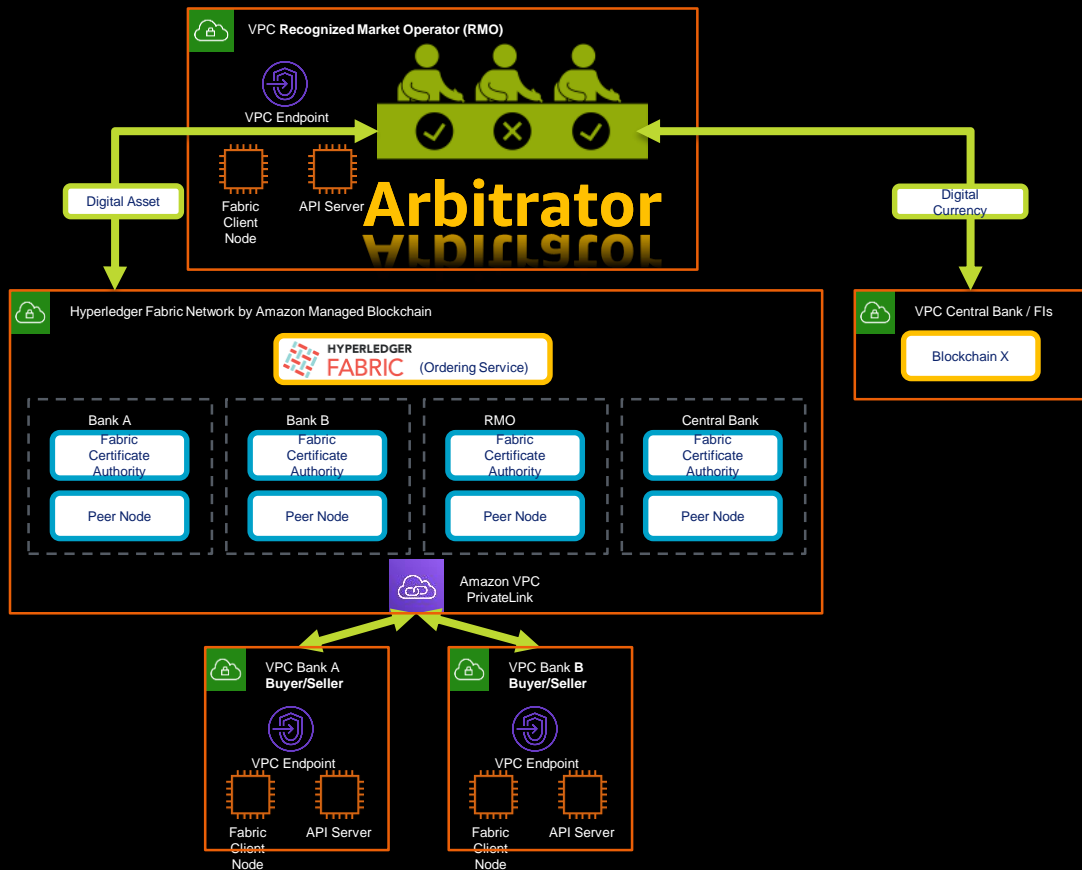 VPC Recognized Market Operator (RMO)
VPC Endpoint
Fabric
Client
Node
API Server
Arbitrator
Digital Asset
Digital
Currency
Hyperledger Fabric Network by Amazon Managed Blockchain
HYPERLEDGER
FABRIC (Ordering Service)
VPC Central Bank / FIs
Blockchain X
Bank A
Fabric
Certificate
Authority
Peer Node
Bank B
Fabric
Certificate
Authority
Peer Node
RMO
Fabric
Certificate
Authority
Peer Node
Central Bank
Fabric
Certificate
Authority
Peer Node
Amazon VPC
PrivateLink
VPC Bank A
Buyer/Seller
VPC Endpoint
Fabric
Client
Node
API Server
VPC Bank B
Buyer/Seller
VPC Endpoint
Fabric
Client
Node
API Server